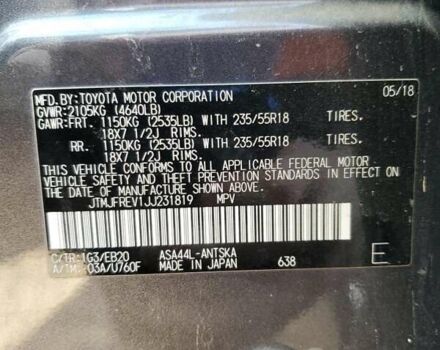 MFD.BY:TOYOTA MOTOR CORPORATION 05/18
GVWR:2105KG (4640LB)
GAWR:FRT. 1150KG (2535LB) WITH 235/55R18 TIRES.
18X7 1/2J RIMS.
RR. 1150KG (2535LB) WITH 235/55R18 TIRES.
18X7 1/2J RIMS.
THIS VEHICLE CONFORMS TO ALL APPLICABLE FEDERAL MOTOR
VEHICLE SAFETY, BUMPER, AND THEFT PREVENTION STANDARDS IN
EFFECT ON THE DATE OF MANUFACTURE SHOWN ABOVE.
JTMJFREV1JJ231819 MPV
C/TR:1G3/EB20 ASA44L-ANTSKA E
A/TM: 03A/U760F MADE IN JAPAN 638